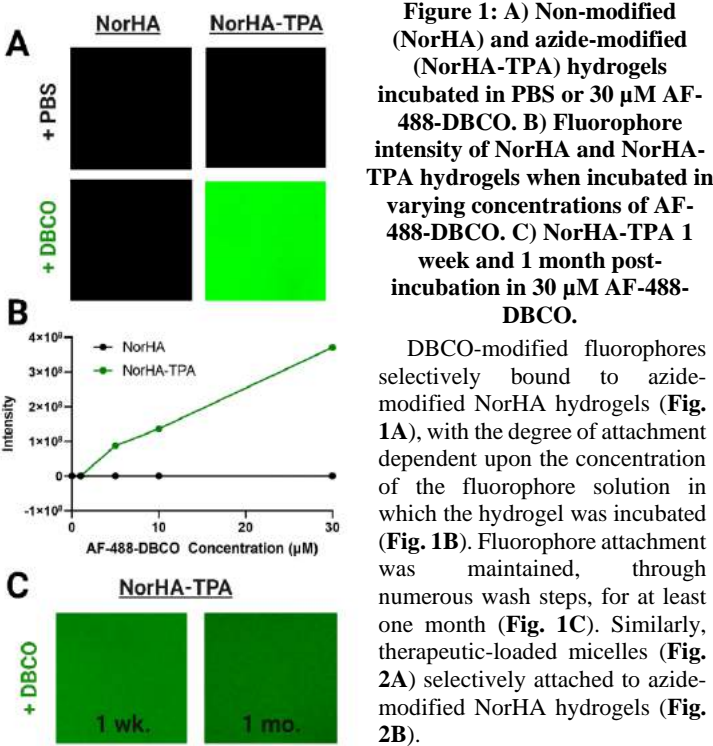 A
NorHA
NorHA-TPA
+ PBS
+ DBCO
B
4×10⁸
3×10⁸
2×10⁸
1×10⁸
0
-1×10⁸
Intensity
NorHA
NorHA-TPA
0
10
20
30
AF-488-DBCO Concentration (µM)
C
NorHA-TPA
+ DBCO
1 wk.
1 mo.
Figure 1: A) Non-modified
(NorHA) and azide-modified
(NorHA-TPA) hydrogels
incubated in PBS or 30 µM AF-
488-DBCO. B) Fluorophore
intensity of NorHA and NorHA-
TPA hydrogels when incubated in
varying concentrations of AF-
488-DBCO. C) NorHA-TPA 1
week and 1 month post-
incubation in 30 µM AF-488-
DBCO.
DBCO-modified fluorophores
selectively bound to azide-
modified NorHA hydrogels (Fig.
1A), with the degree of attachment
dependent upon the concentration
of the fluorophore solution in
which the hydrogel was incubated
(Fig. 1B). Fluorophore attachment
was maintained, through
numerous wash steps, for at least
one month (Fig. 1C). Similarly,
therapeutic-loaded micelles (Fig.
2A) selectively attached to azide-
modified NorHA hydrogels (Fig.
2B).